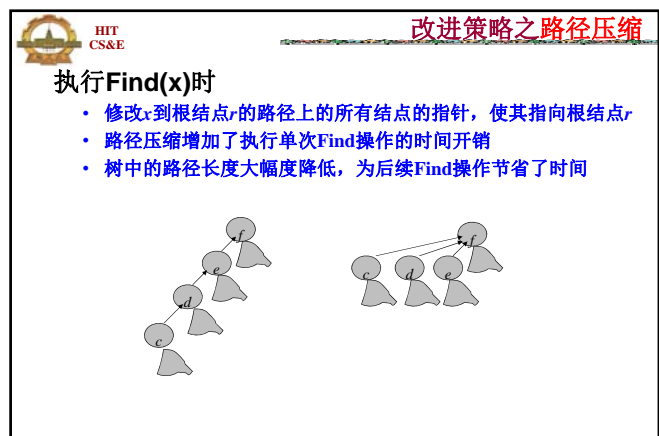 HIT
CS&E
改进策略之路径压缩
执行Find(x)时
• 修改x到根结点r的路径上的所有结点的指针，使其指向根结点r
• 路径压缩增加了执行单次Find操作的时间开销
• 树中的路径长度大幅度降低，为后续Find操作节省了时间
f
e
d
c
f
c d e